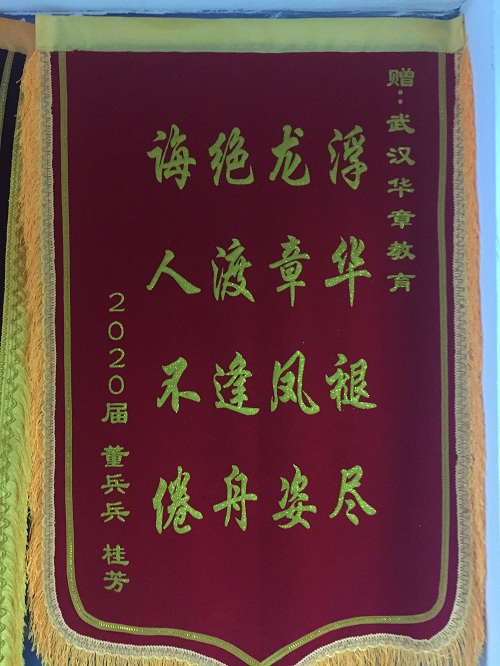 赠:武汉华章教育
浮华褪尽
龙章凤姿
绝渡逢舟
诲人不倦
2020届 董兵兵 桂芳